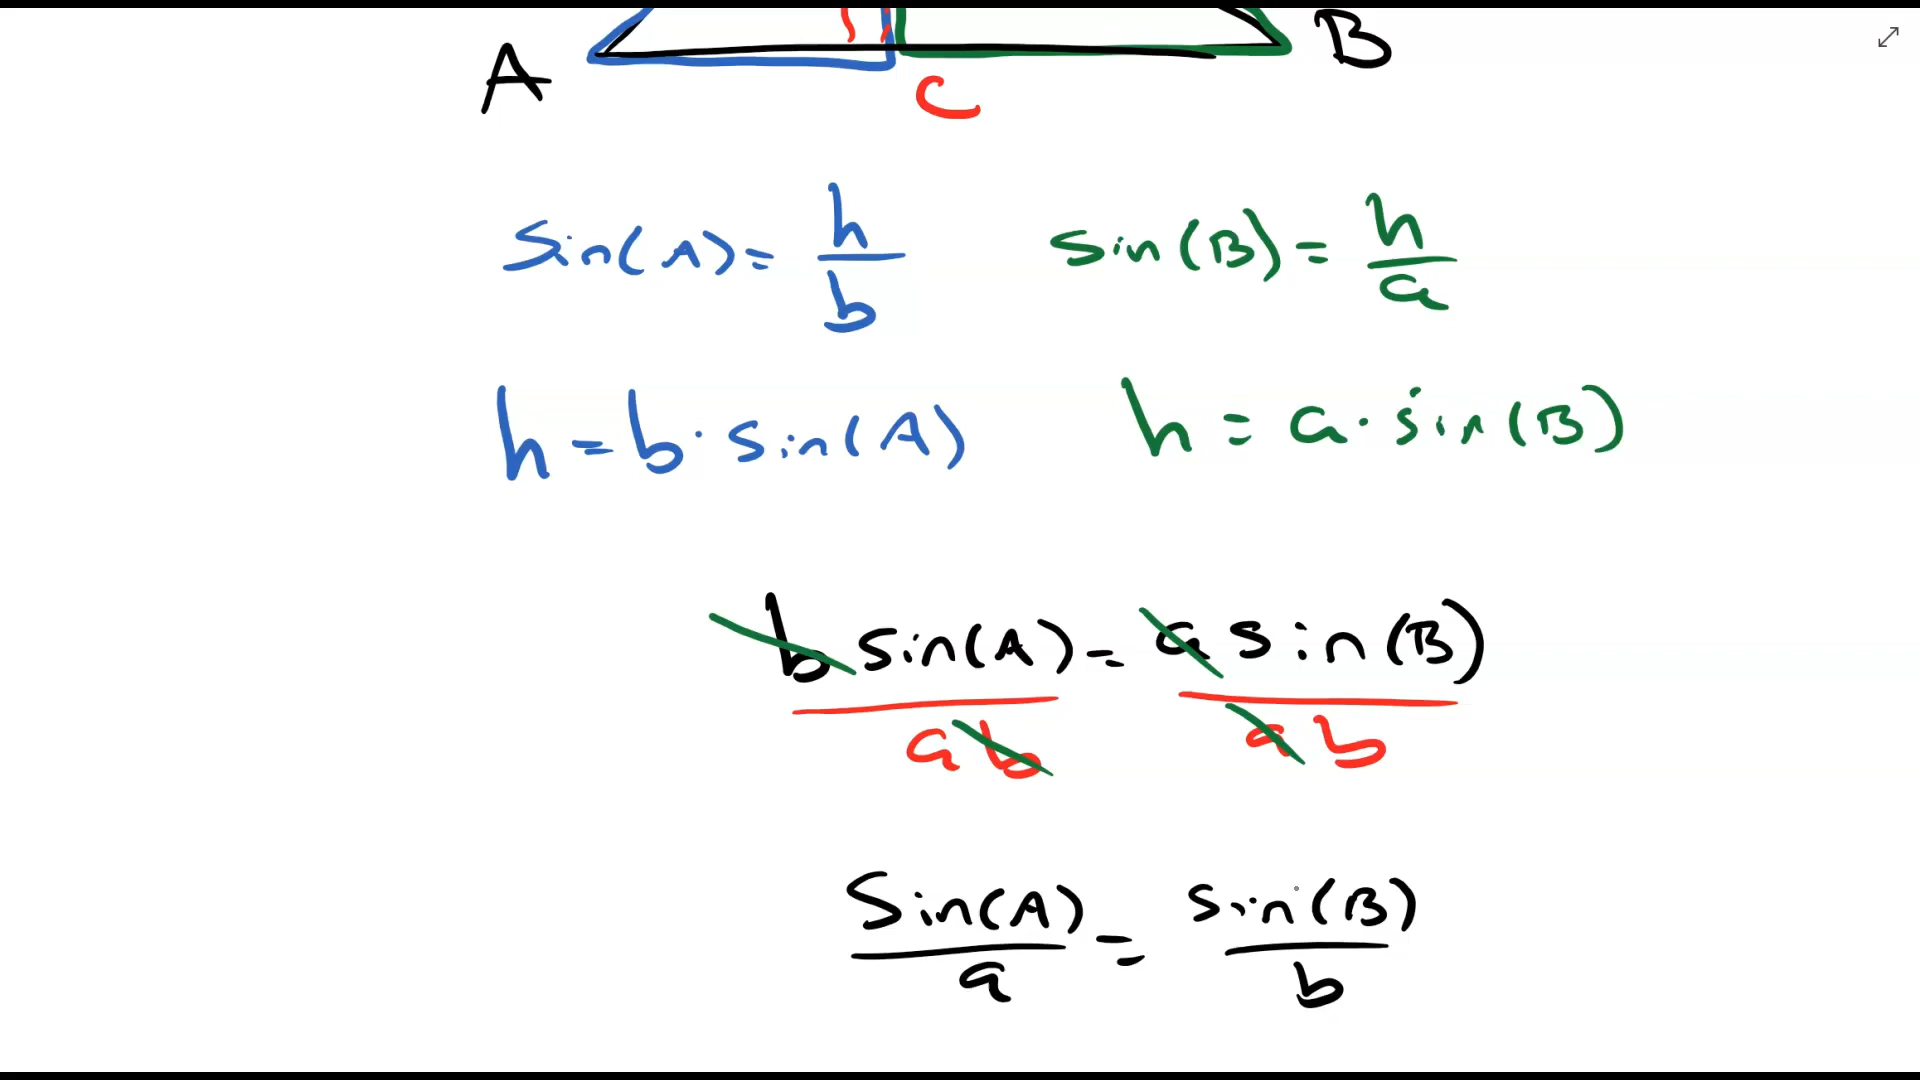 A B
c
sin(A) = h/b sin(B) = h/a
h = b · sin(A) h = a · sin(B)
b sin(A)/ab = a sin(B)/ab
sin(A)/a = sin(B)/b